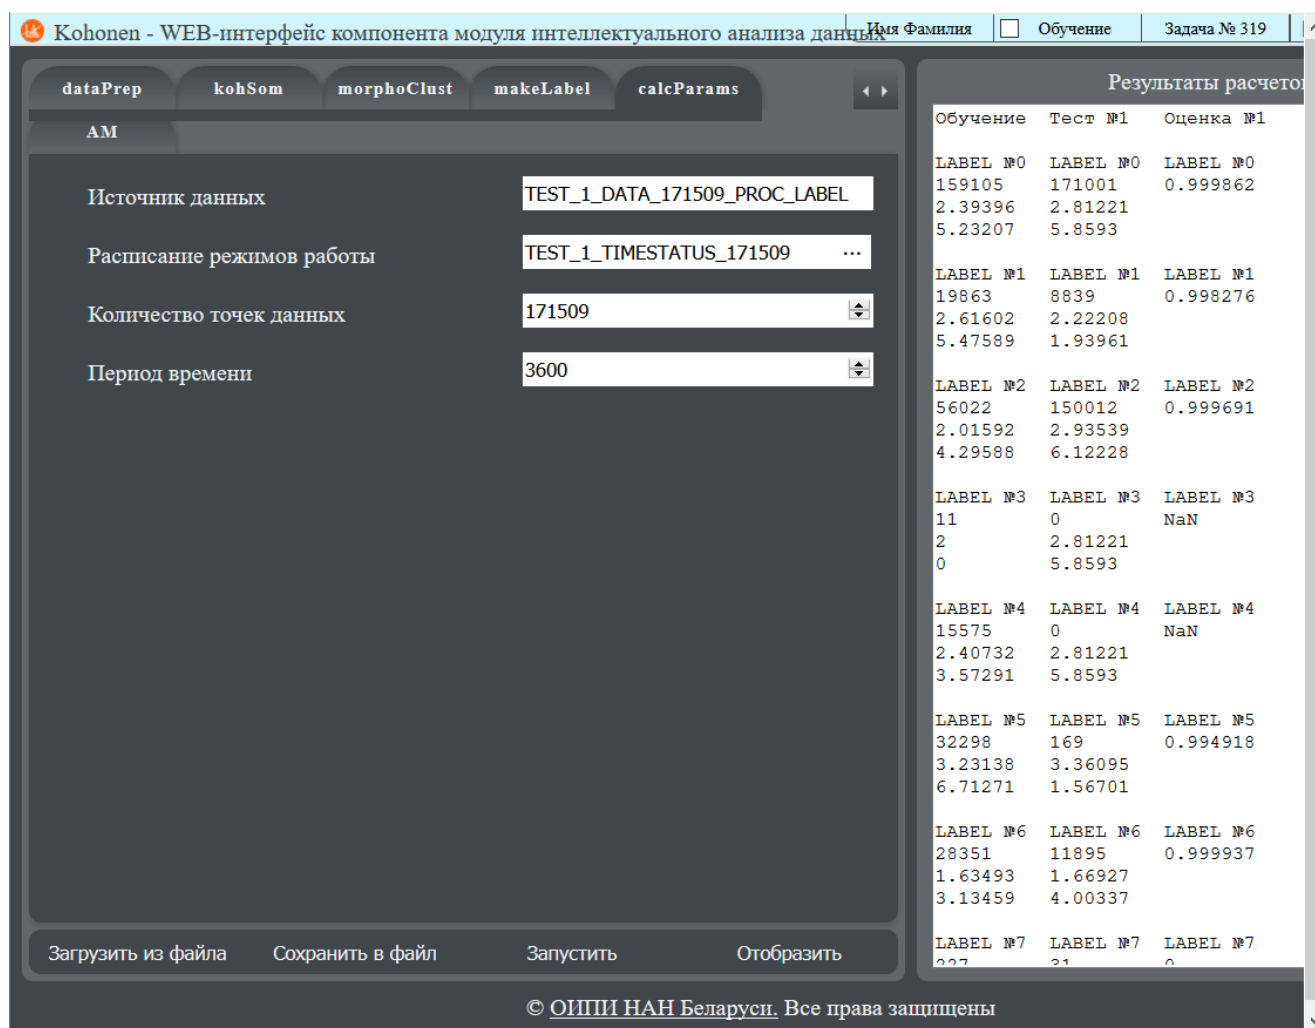 Kohonen - WEB-интерфейс компонента модуля интеллектуального анализа данных
Имя Фамилия
Обучение
Задача № 319
dataPrep kohSom morphoClust makeLabel calcParams
AM
Источник данных TEST_1_DATA_171509_PROC_LABEL
Расписание режимов работы TEST_1_TIMESTATUS_171509 ...
Количество точек данных 171509
Период времени 3600
Загрузить из файла Сохранить в файл Запустить Отобразить
Результаты расчетов
Обучение Тест №1 Оценка №1
LABEL №0 LABEL №0 LABEL №0
159105 171001 0.999862
2.39396 2.81221
5.23207 5.8593
LABEL №1 LABEL №1 LABEL №1
19863 8839 0.998276
2.61602 2.22208
5.47589 1.93961
LABEL №2 LABEL №2 LABEL №2
56022 150012 0.999691
2.01592 2.93539
4.29588 6.12228
LABEL №3 LABEL №3 LABEL №3
11 0 NaN
2 2.81221
0 5.8593
LABEL №4 LABEL №4 LABEL №4
15575 0 NaN
2.40732 2.81221
3.57291 5.8593
LABEL №5 LABEL №5 LABEL №5
32298 169 0.994918
3.23138 3.36095
6.71271 1.56701
LABEL №6 LABEL №6 LABEL №6
28351 11895 0.999937
1.63493 1.66927
3.13459 4.00337
LABEL №7 LABEL №7 LABEL №7
© ОИПИ НАН Беларуси. Все права защищены